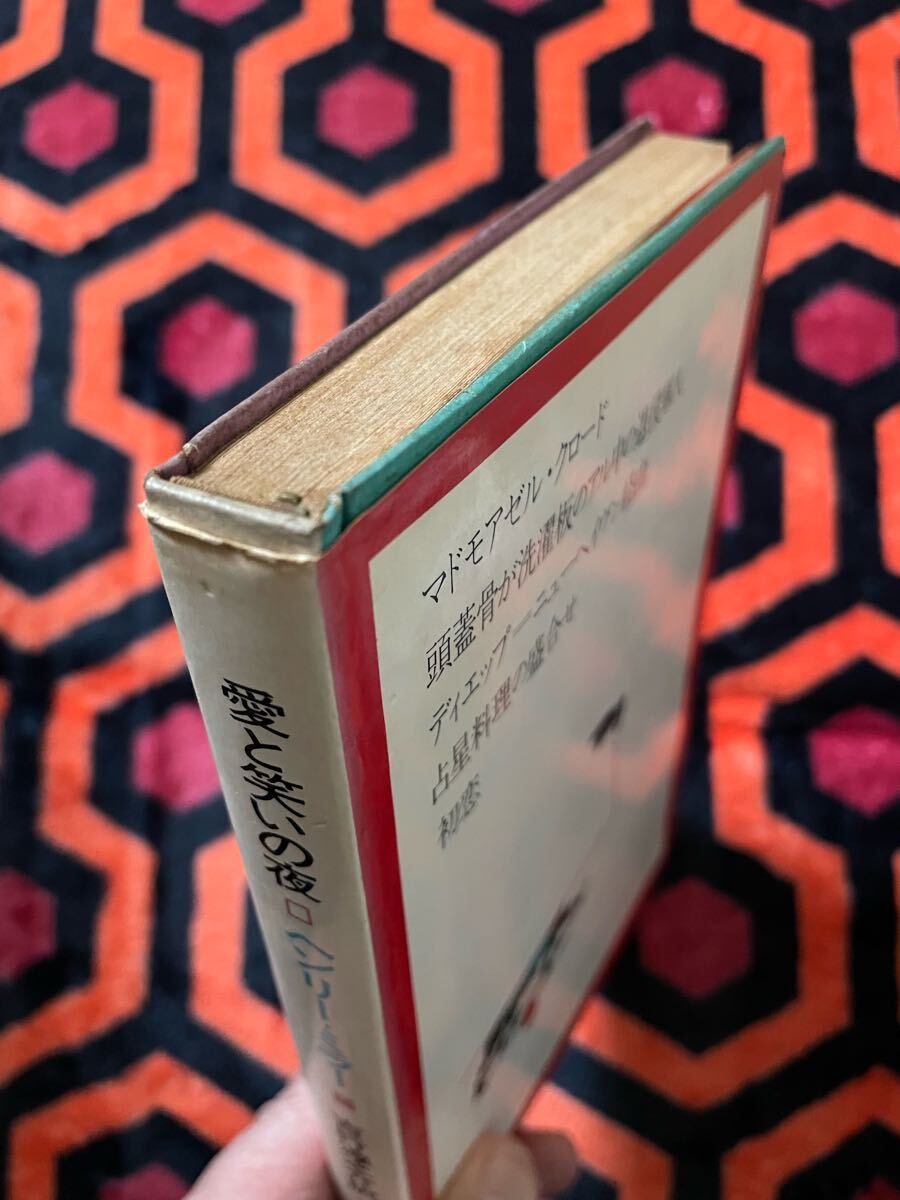 マドモアゼル・クロード
頭蓋骨が洗濯板のアル中の退役軍人
ディエップ―ニューヘイヴン経由
占星料理の盛合せ
初恋
愛と笑いの夜□ヘンリー・ミラー